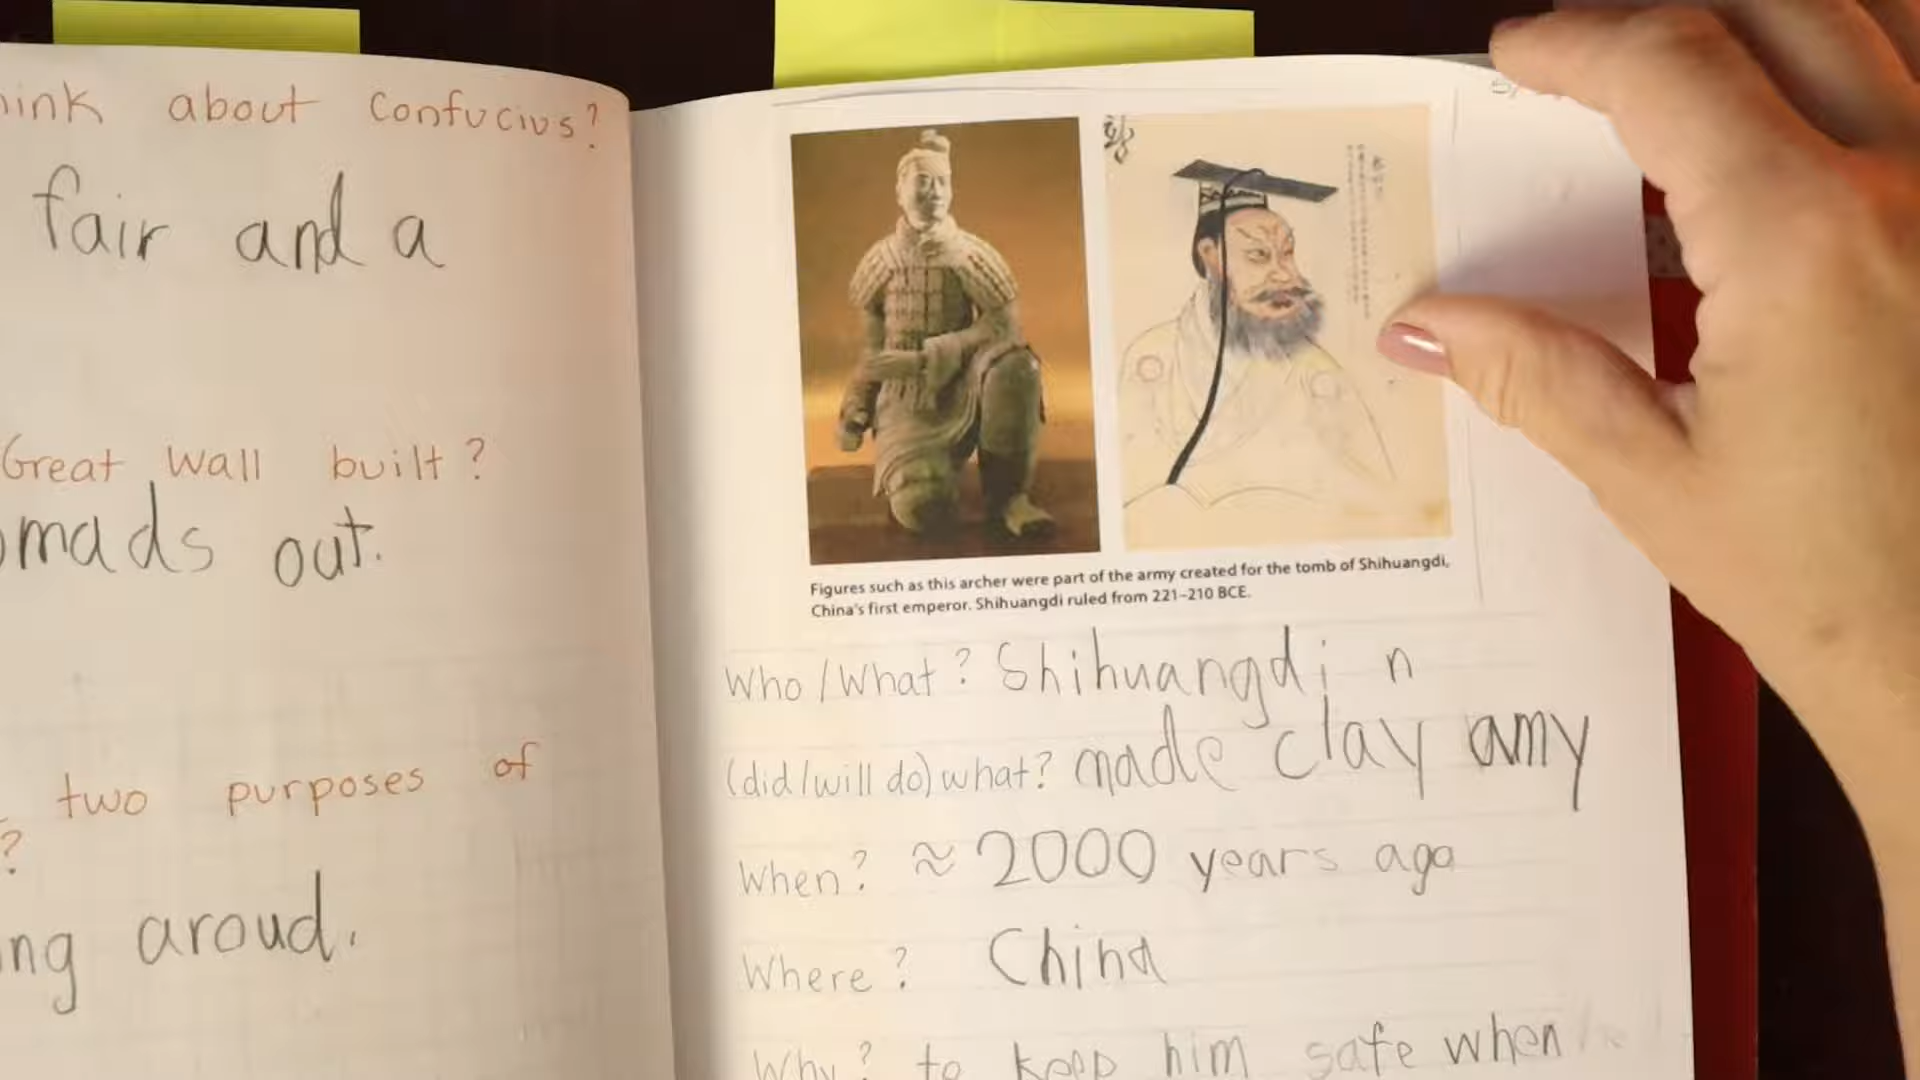 hink about Confucius?
fair and a
Great Wall built?
omads out.
two purposes of
?
ng aroud.
Figures such as this archer were part of the army created for the tomb of Shihuangdi,
China's first emperor. Shihuangdi ruled from 221–210 BCE.
Who/What? Shihuangdi n
(did/will do) what? made clay amy
When? ≈ 2000 years ago
Where? China
Why? to keep him safe when